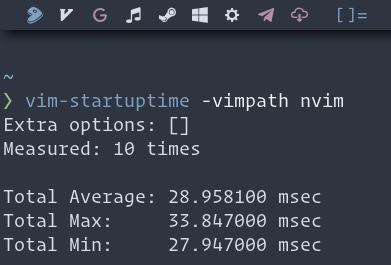 []=
~
❯ vim-startuptime -vimpath nvim
Extra options: []
Measured: 10 times
Total Average: 28.958100 msec
Total Max:     33.847000 msec
Total Min:     27.947000 msec